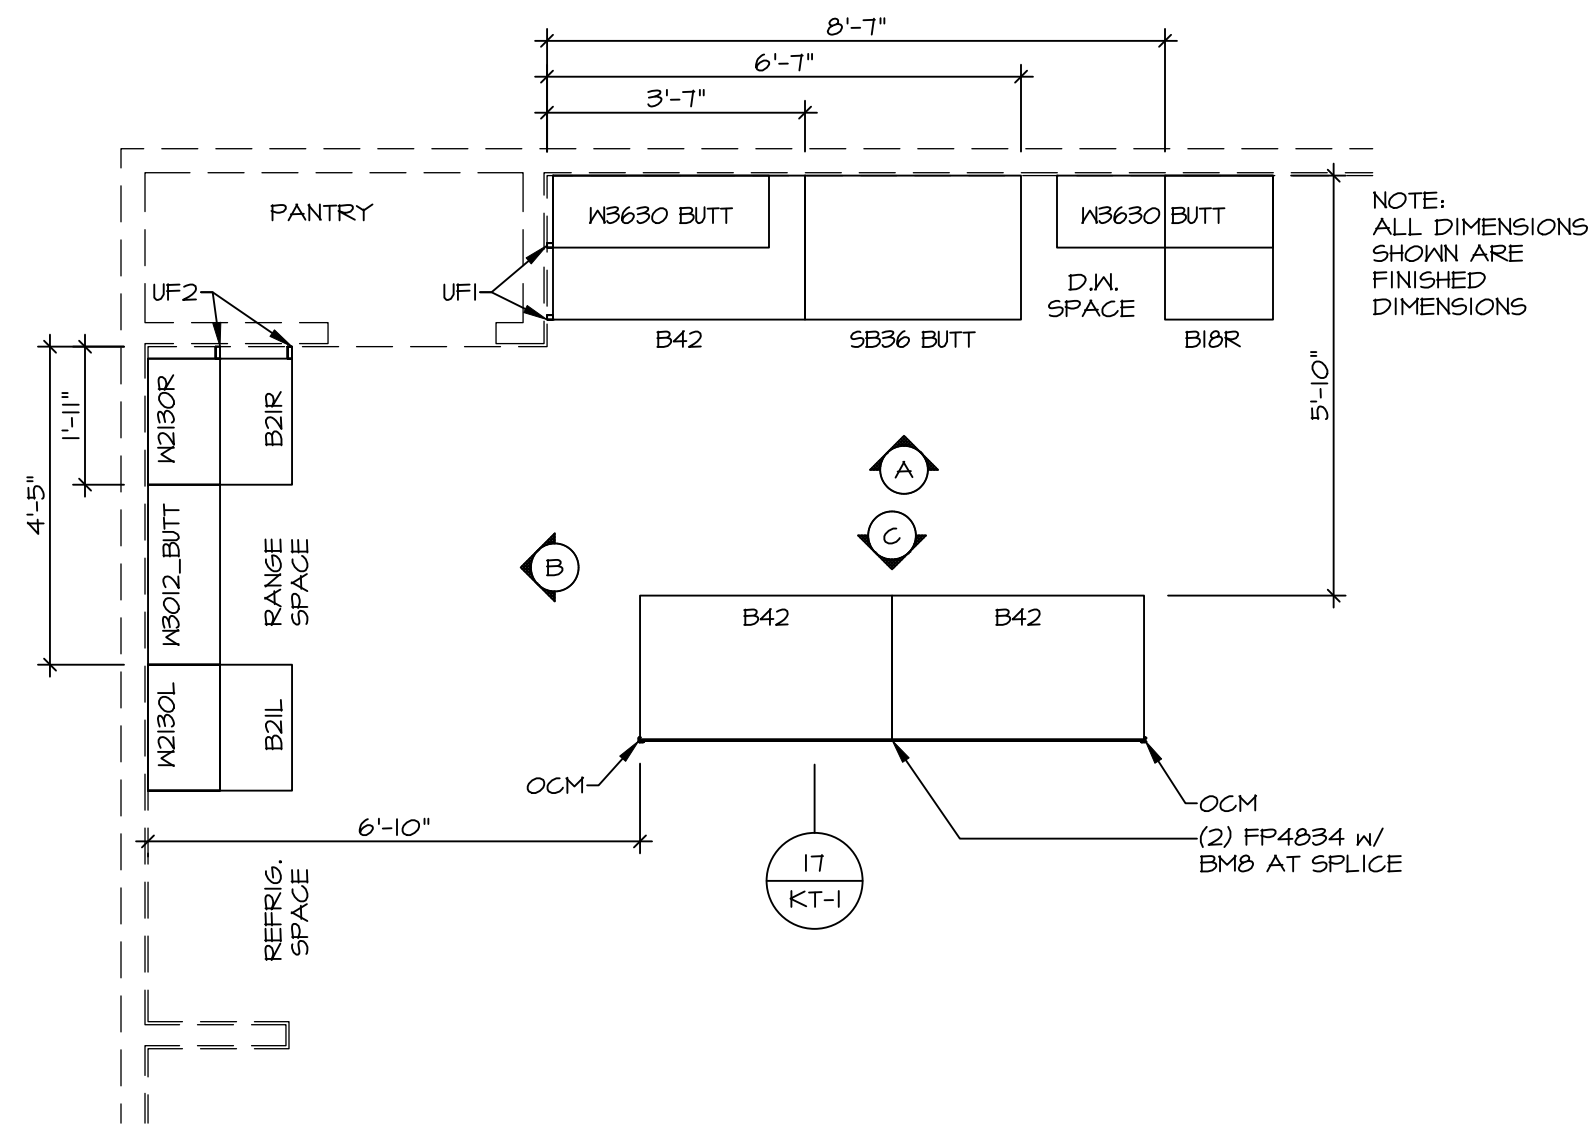 8'-7"
6'-7"
3'-7"
PANTRY
W3630 BUTT
W3630 BUTT
NOTE:
ALL DIMENSIONS
SHOWN ARE
FINISHED
DIMENSIONS
UF2
UF1
D.W.
SPACE
B42
SB36 BUTT
B18R
5'-10"
1'-11"
4'-5"
W2130R
B21R
A
C
B
W3012_BUTT
RANGE
SPACE
B42
B42
W2130L
B21L
OCM
OCM
(2) FP4834 W/
BM8 AT SPLICE
6'-10"
17
KT-1
REFRIG.
SPACE